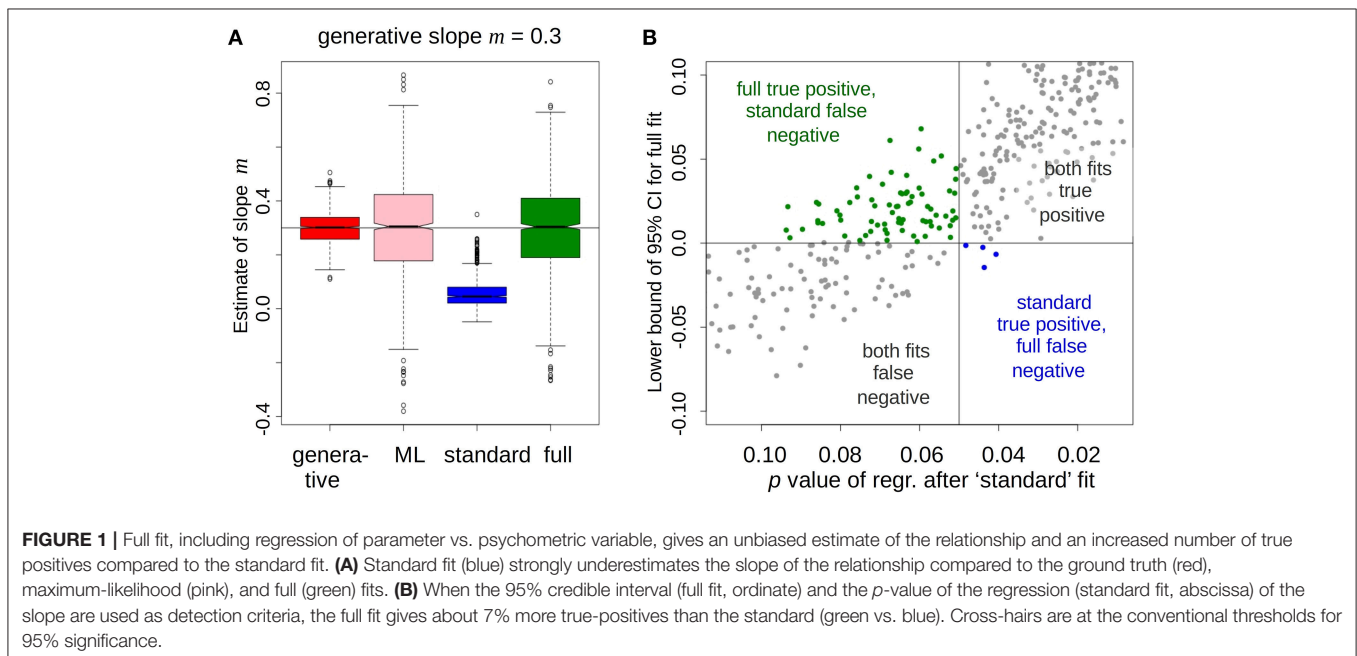 A
generative slope m = 0.3
Estimate of slope m
0.8
0.4
0.0
-0.4
genera-
tive
ML
standard
full
B
Lower bound of 95% CI for full fit
0.10
0.05
0.0
-0.05
-0.10
full true positive,
standard false
negative
both fits
true
positive
standard
true positive,
full false
negative
both fits
false
negative
0.10 0.08 0.06 0.04 0.02
p value of regr. after ‘standard’ fit
FIGURE 1 | Full fit, including regression of parameter vs. psychometric variable, gives an unbiased estimate of the relationship and an increased number of true
positives compared to the standard fit. (A) Standard fit (blue) strongly underestimates the slope of the relationship compared to the ground truth (red),
maximum-likelihood (pink), and full (green) fits. (B) When the 95% credible interval (full fit, ordinate) and the p-value of the regression (standard fit, abscissa) of the
slope are used as detection criteria, the full fit gives about 7% more true-positives than the standard (green vs. blue). Cross-hairs are at the conventional thresholds for
95% significance.